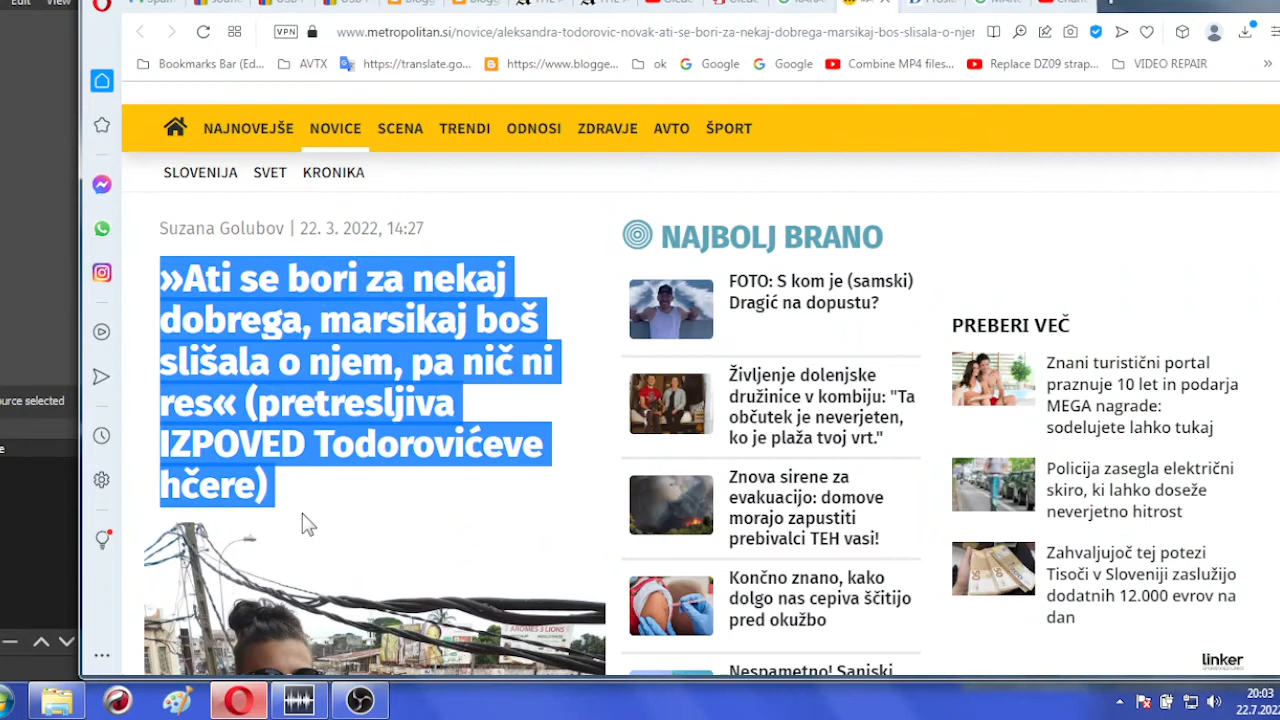 Edit View
VPN
www.metropolitan.si/novice/aleksandra-todorovic-novak-ati-se-bori-za-nekaj-dobrega-marsikaj-bos-slisala-o-njer
Bookmarks Bar (Ed... AVTX https://translate.go... https://www.blogge... ok Google Google Combine MP4 files... Replace DZ09 strap... VIDEO REPAIR »
NAJNOVEJŠE NOVICE SCENA TRENDI ODNOSI ZDRAVJE AVTO ŠPORT
SLOVENIJA SVET KRONIKA
Suzana Golubov | 22. 3. 2022, 14:27
»Ati se bori za nekaj
dobrega, marsikaj boš
slišala o njem, pa nič ni
res« (pretresljiva
IZPOVED Todorovićeve
hčere)
NAJBOLJ BRANO
FOTO: S kom je (samski)
Dragić na dopustu?
Življenje dolenjske
družinice v kombiju: "Ta
občutek je neverjeten,
ko je plaža tvoj vrt."
Znova sirene za
evakuacijo: domove
morajo zapustiti
prebivalci TEH vasi!
Končno znano, kako
dolgo nas cepiva ščitijo
pred okužbo
Nespametno! Sanjski
PREBERI VEČ
Znani turistični portal
praznuje 10 let in podarja
MEGA nagrade:
sodelujete lahko tukaj
Policija zasegla električni
skiro, ki lahko doseže
neverjetno hitrost
Zahvaljujoč tej potezi
Tisoči v Sloveniji zaslužijo
dodatnih 12.000 evrov na
dan
linker
ource selected
20:03
22.7.202